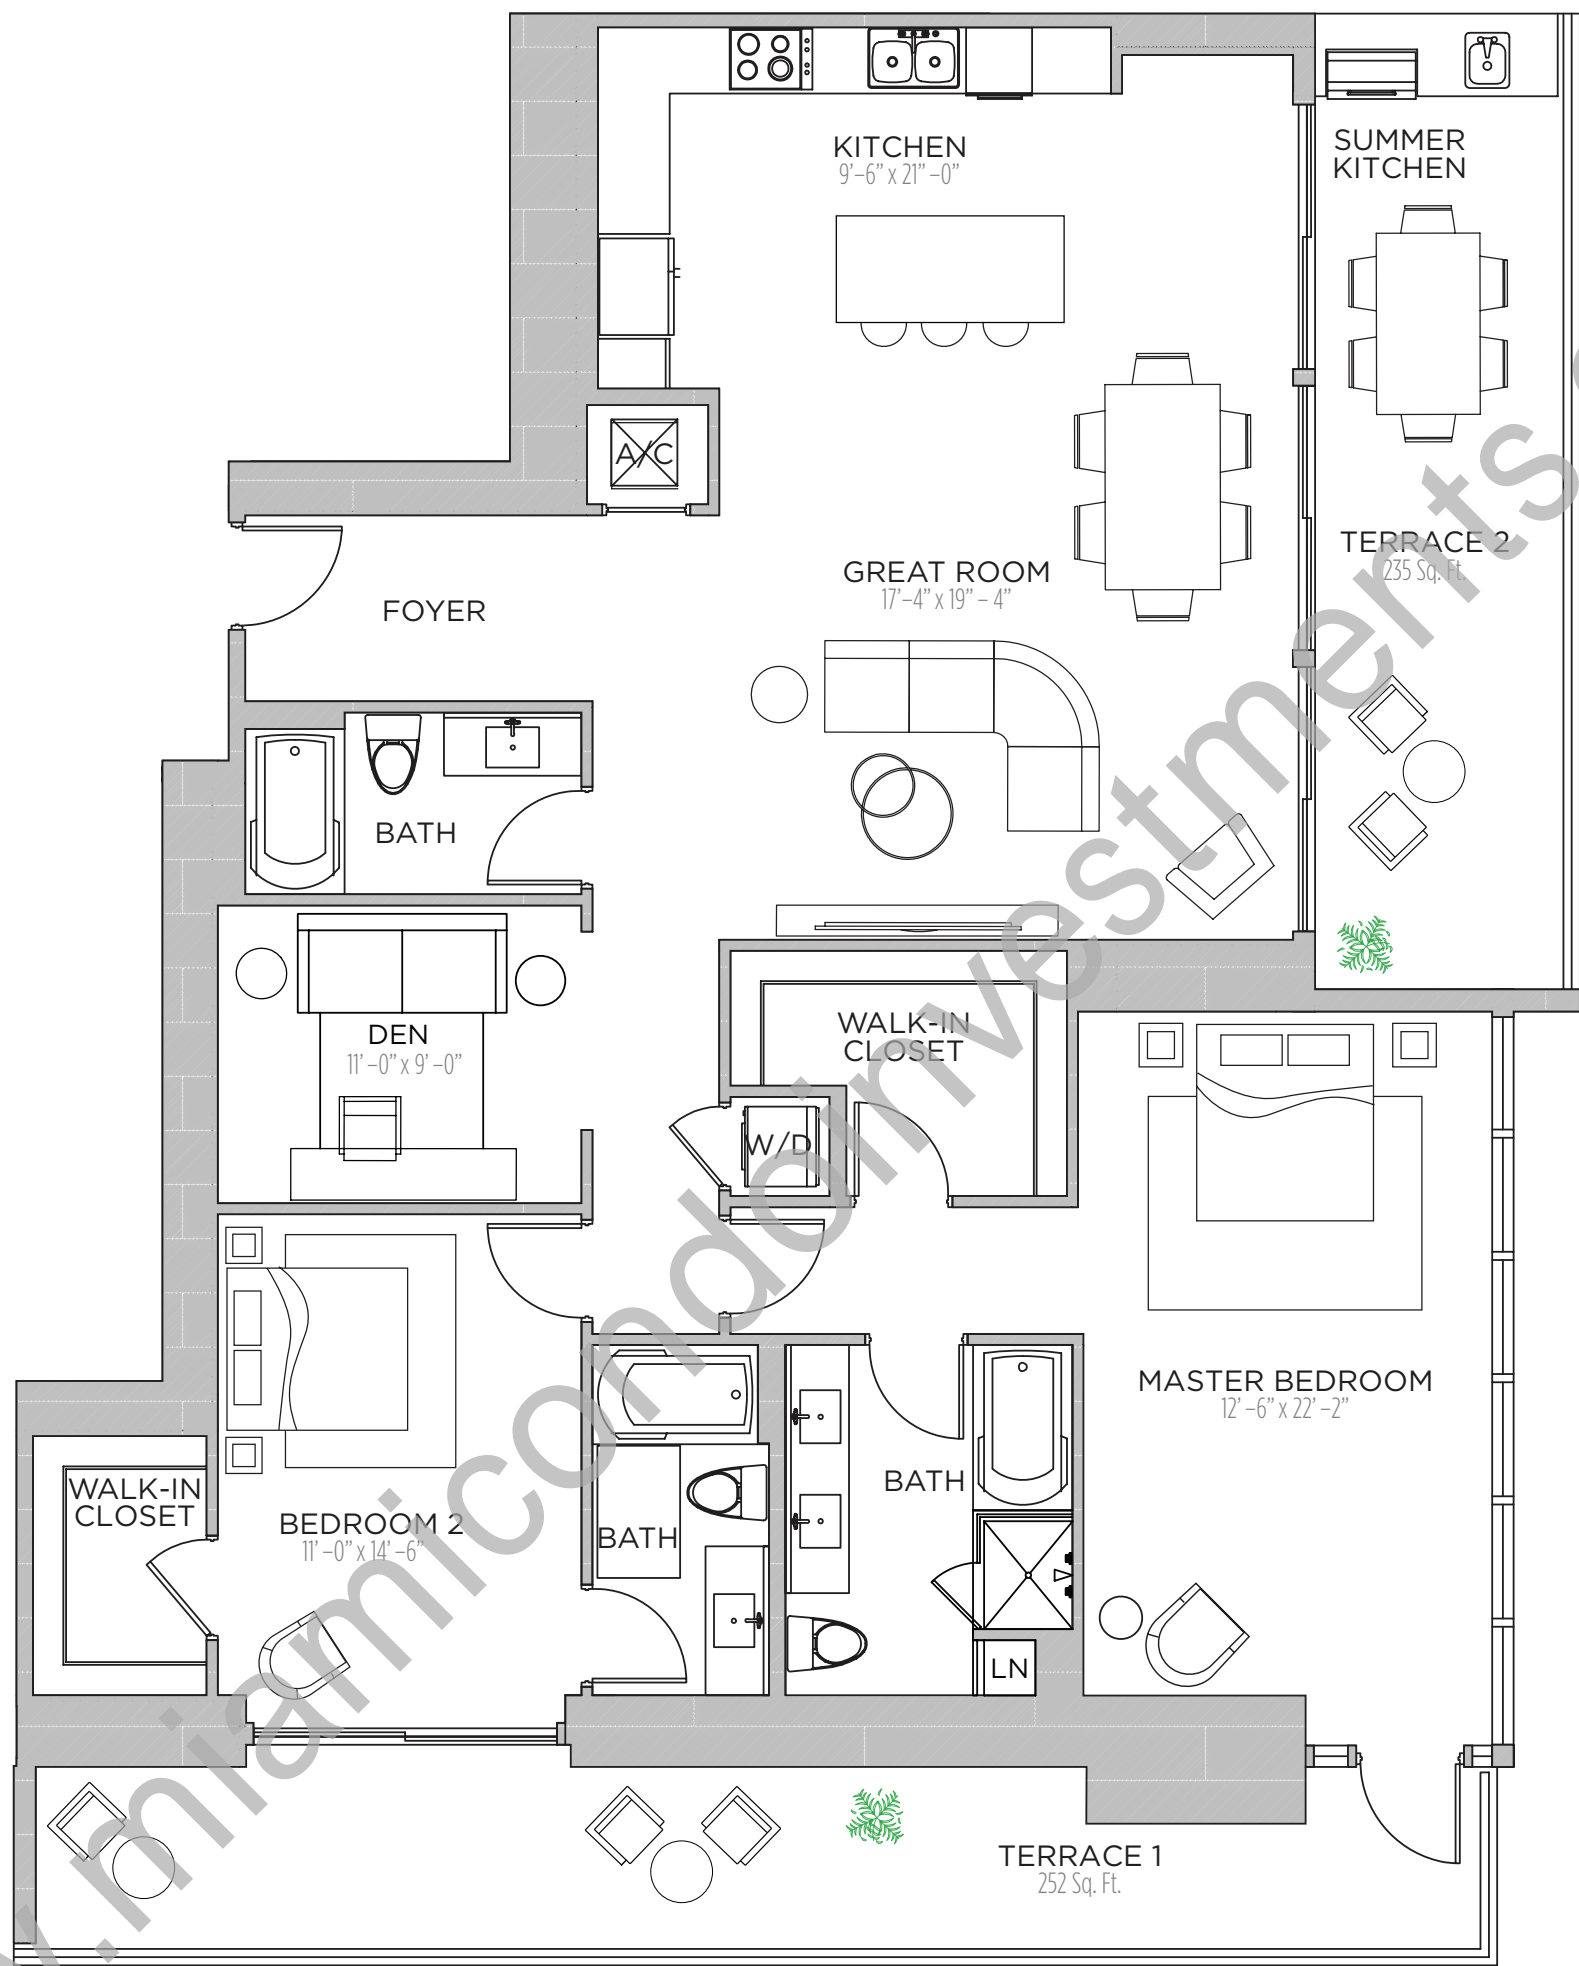 KITCHEN
9'–6" x 21" –0"
SUMMER
KITCHEN
A/C
TERRACE 2
235 Sq. Ft.
GREAT ROOM
17'–4" x 19" – 4"
FOYER
BATH
DEN
11' –0" x 9' –0"
WALK-IN
CLOSET
W/D
MASTER BEDROOM
12' –6" x 22' –2"
WALK-IN
CLOSET
BEDROOM 2
11' –0" x 14' –6"
BATH
BATH
LN
TERRACE 1
252 Sq. Ft.
.miamicondoinvestments